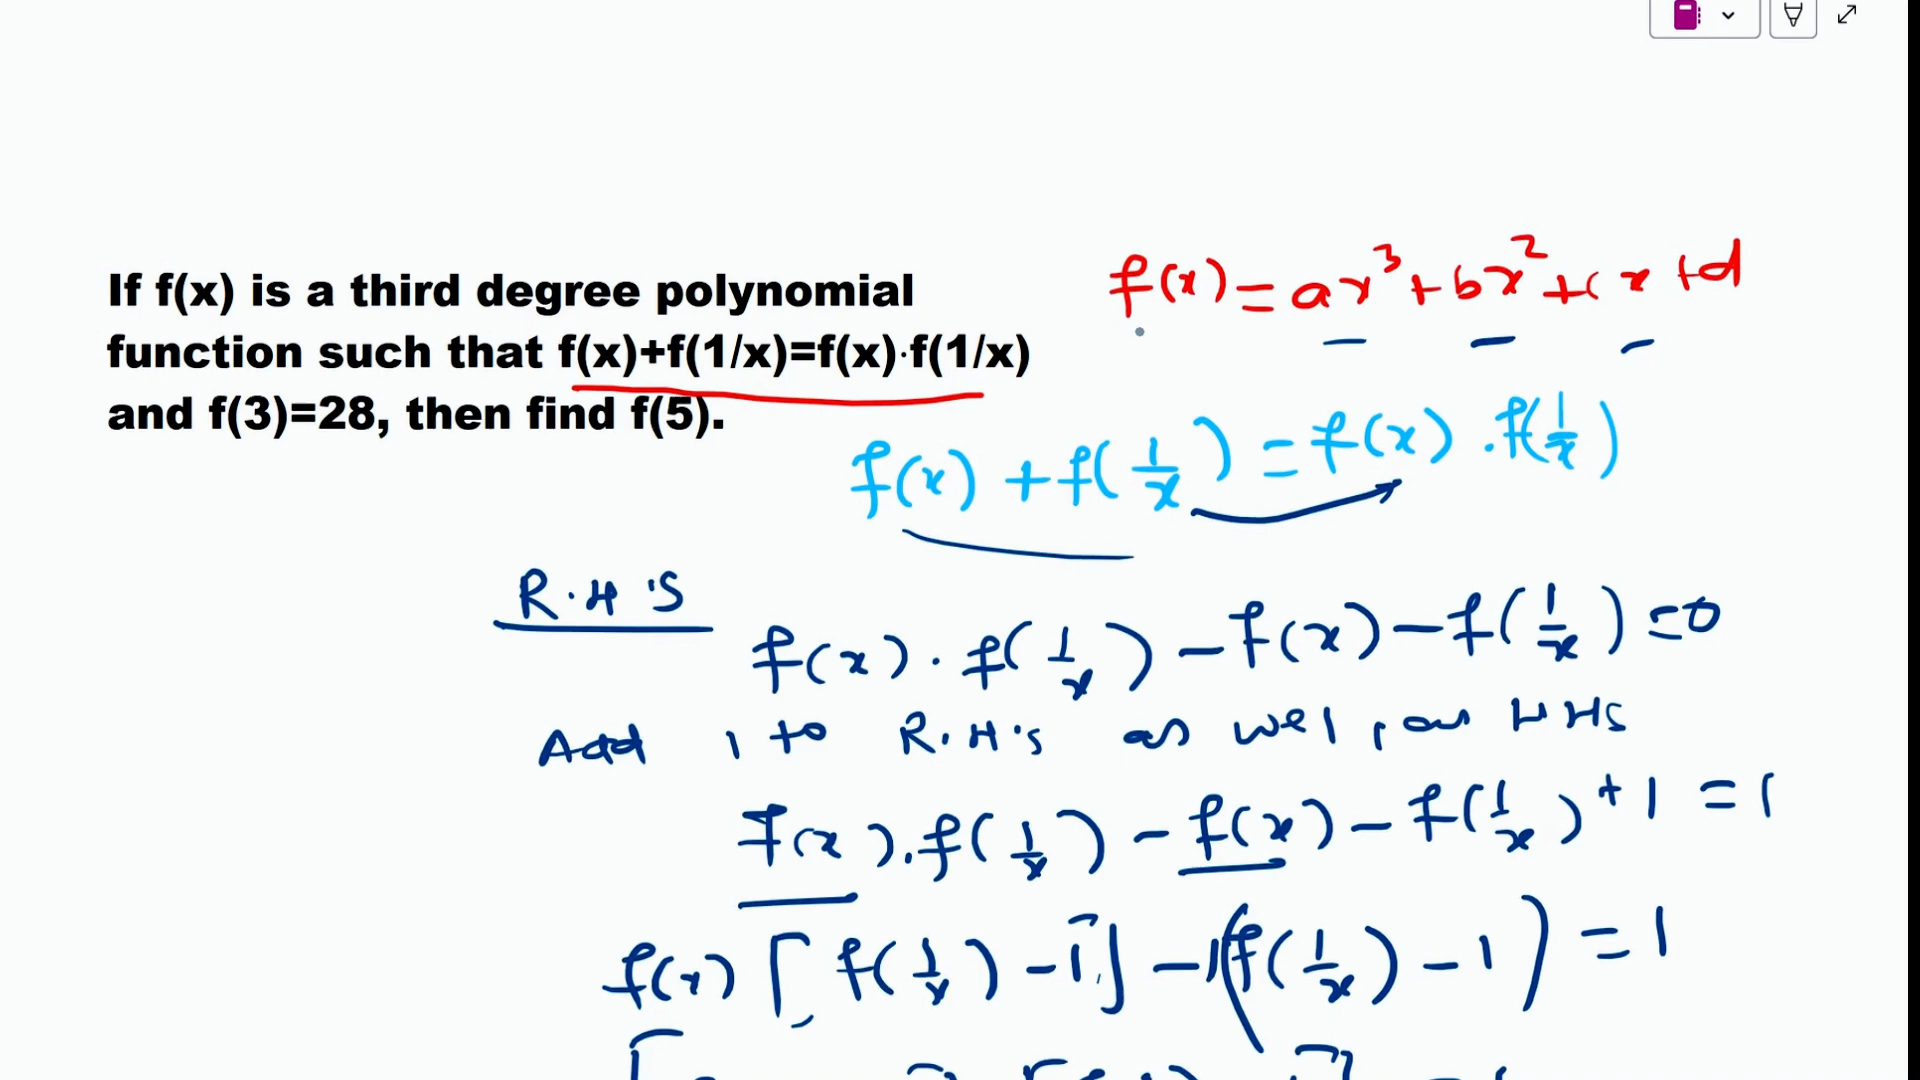 If f(x) is a third degree polynomial
function such that f(x)+f(1/x)=f(x)·f(1/x)
and f(3)=28, then find f(5).
f(x) = ax³ + bx² + cx + d
f(x) + f(1/x) = f(x) . f(1/x)
R.H.S
f(x) . f(1/x) - f(x) - f(1/x) = 0
Add 1 to R.H.S as well as
f(x) . f(1/x) - f(x) - f(1/x) + 1 = 1
f(x) [f(1/x) - 1] - 1(f(1/x) - 1) = 1